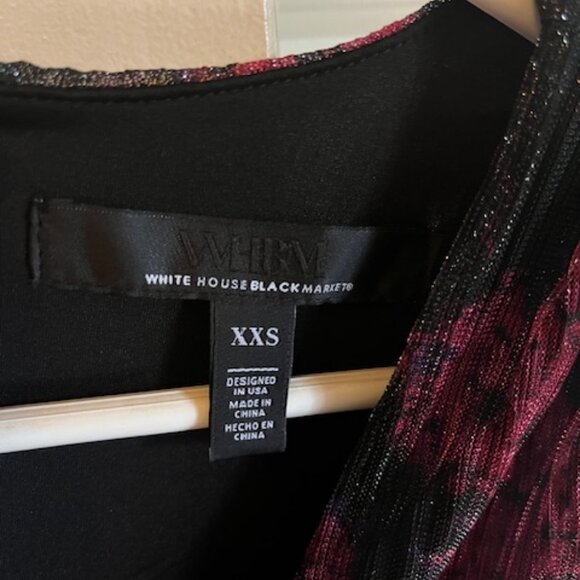 WHBM
WHITE HOUSE BLACK MARKET®
XXS
DESIGNED
IN USA
MADE IN
CHINA
HECHO EN
CHINA